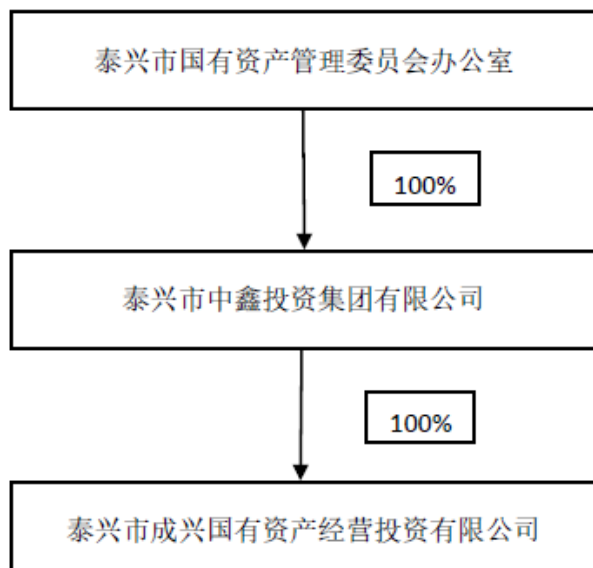 泰兴市国有资产管理委员会办公室
100%
泰兴市中鑫投资集团有限公司
100%
泰兴市成兴国有资产经营投资有限公司